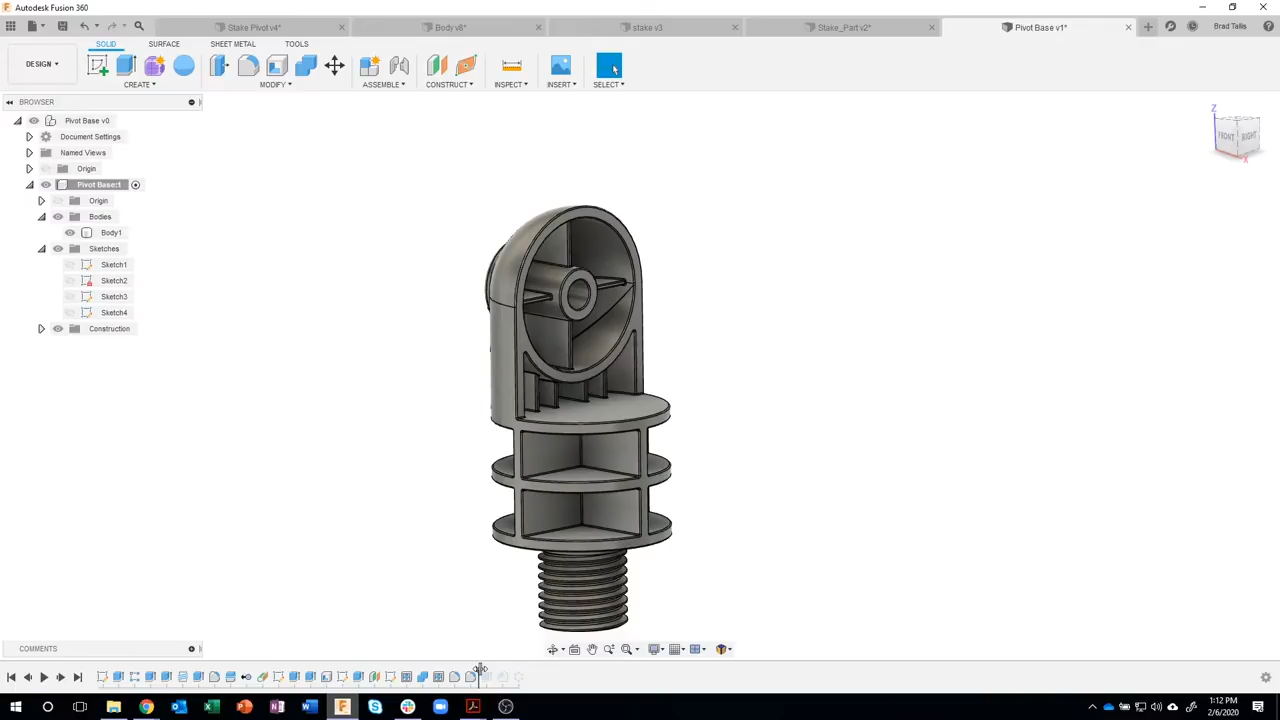 Autodesk Fusion 360
Stake Pivot v4*
Body v8*
stake v3
Stake_Part v2*
Pivot Base v1*
Brad Tallis
SOLID
SURFACE
SHEET METAL
TOOLS
DESIGN
CREATE
MODIFY
ASSEMBLE
CONSTRUCT
INSPECT
INSERT
SELECT
BROWSER
Pivot Base v0
Document Settings
Named Views
Origin
Pivot Base:1
Origin
Bodies
Body1
Sketches
Sketch1
Sketch2
Sketch3
Sketch4
Construction
Z
FRONT
RIGHT
X
COMMENTS
1:12 PM
2/6/2020